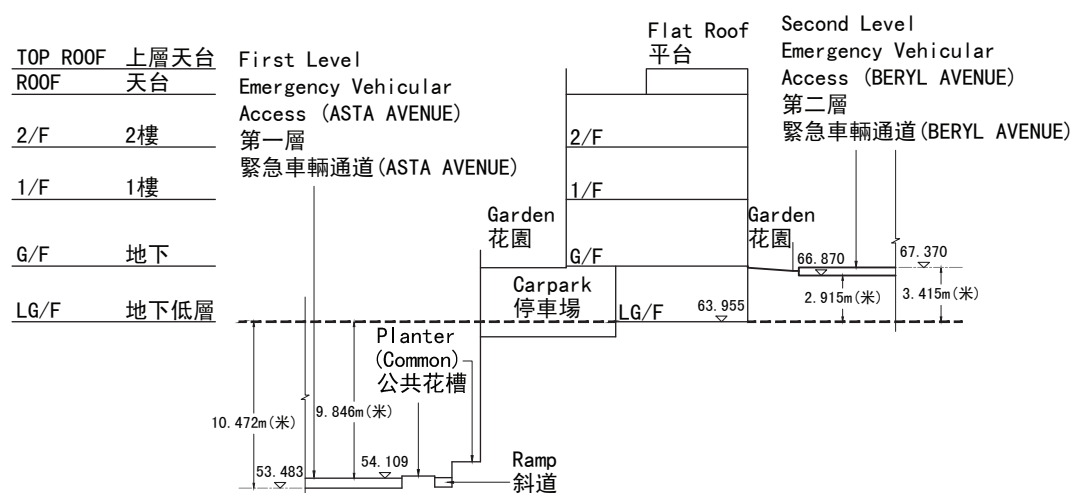 TOP ROOF 上層天台
ROOF 天台
2/F 2樓
1/F 1樓
G/F 地下
LG/F 地下低層
First Level
Emergency Vehicular
Access (ASTA AVENUE)
第一層
緊急車輛通道(ASTA AVENUE)
Flat Roof
平台
Second Level
Emergency Vehicular
Access (BERYL AVENUE)
第二層
緊急車輛通道(BERYL AVENUE)
2/F
1/F
G/F
LG/F
Garden
花園
Garden
花園
Carpark
停車場
63.955
66.870
67.370
2.915m(米)
3.415m(米)
Planter
(Common)
公共花槽
10.472m(米)
9.846m(米)
53.483
54.109
Ramp
斜道